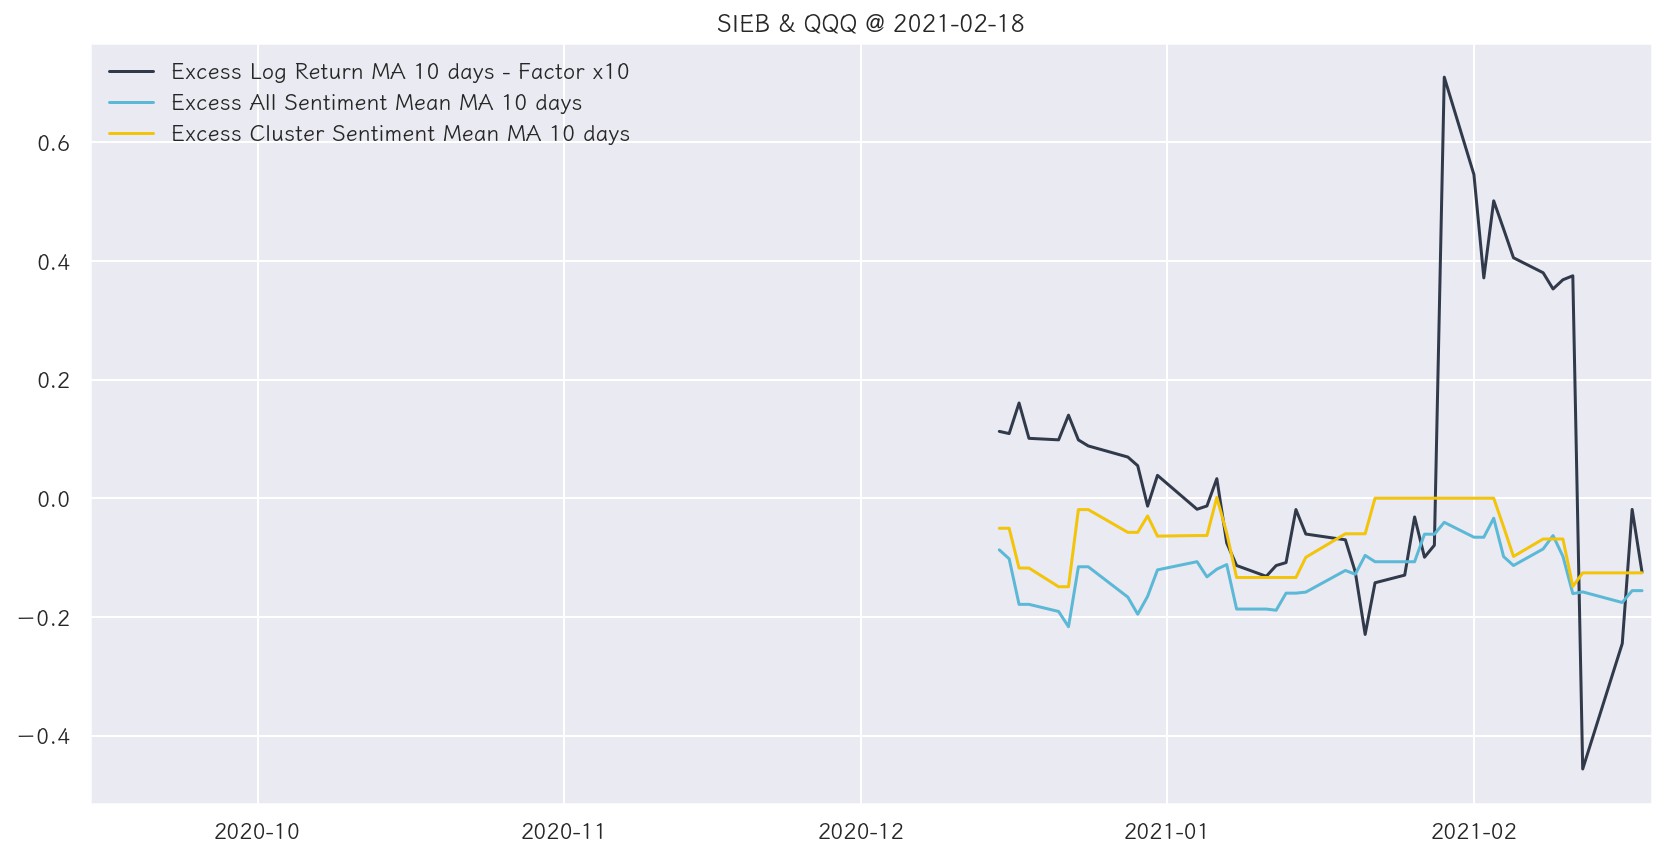 SIEB & QQQ @ 2021-02-18
Excess Log Return MA 10 days - Factor x10
Excess All Sentiment Mean MA 10 days
Excess Cluster Sentiment Mean MA 10 days
0.6
0.4
0.2
0.0
−0.2
−0.4
2020-10 2020-11 2020-12 2021-01 2021-02